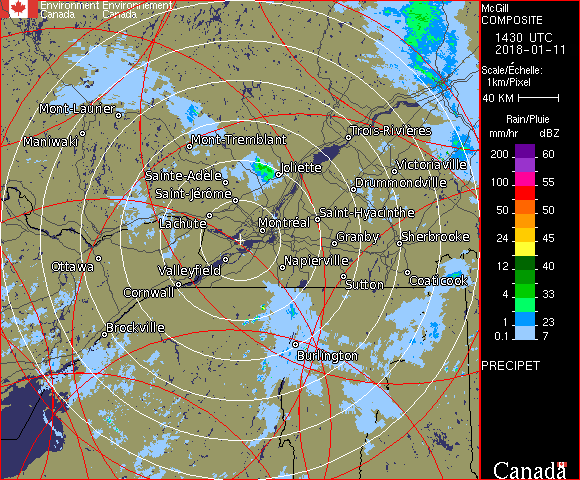 Environment Environnement
Canada Canada
McGill
COMPOSITE
1430 UTC
2018-01-11
Scale/Échelle:
1km/Pixel
40 KM
Rain/Pluie
mm/hr dBZ
200 60
100 55
50 50
24 45
12 40
4 33
1 23
0.1 7
PRECIPET
Canada
Mont-Laurier
Maniwaki
Mont-Tremblant
Trois-Rivières
Sainte-Adèle
Joliette
Victoriaville
Saint-Jérôme
Drummondville
Lachute
Saint-Hyacinthe
Montréal
Granby
Sherbrooke
Ottawa
Valleyfield
Napierville
Cornwall
Sutton
Coaticook
Brockville
Burlington